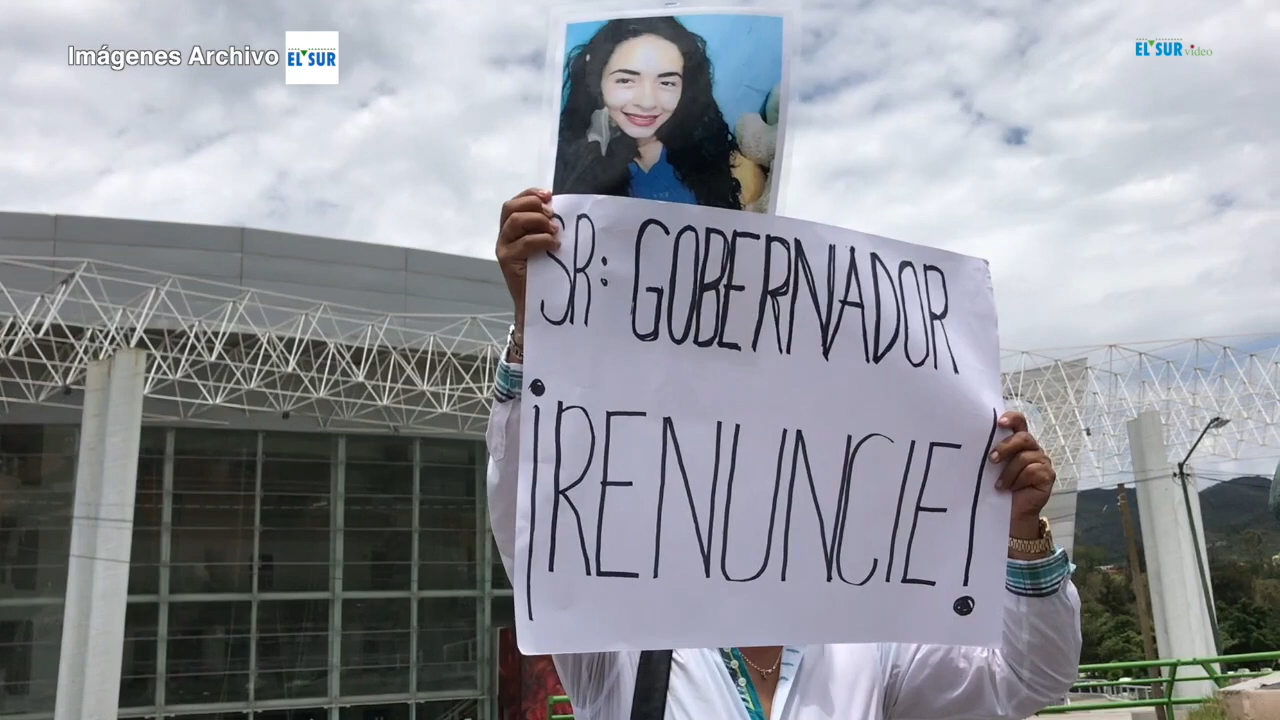 Imágenes Archivo
EL SUR
EL SUR video
SR: GOBERNADOR
¡RENUNCIE!